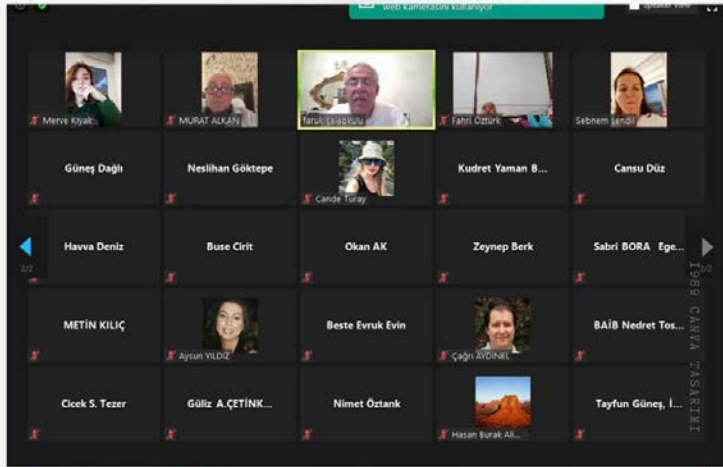 web kamerasını kullanıyor
Speaker View
Merve Kıyak
MURAT ALKAN
Fahri Öztürk
Sebnem sendil
Güneş Dağlı
Neslihan Göktepe
Cande Turay
Kudret Yaman B...
Cansu Düz
Havva Deniz
Buse Cirit
Okan AK
Zeynep Berk
Sabri BORA Ege...
2/2
2/2
METİN KILIÇ
Aysun YILDIZ
Beste Evruk Evin
Çağrı AYDINEL
BAİB Nedret Tos...
Cicek S. Tezer
Güliz A.ÇETİNK...
Nimet Öztank
Hasan Burak Ali...
Tayfun Güneş, İ...
1989 CANVA TASARIMI